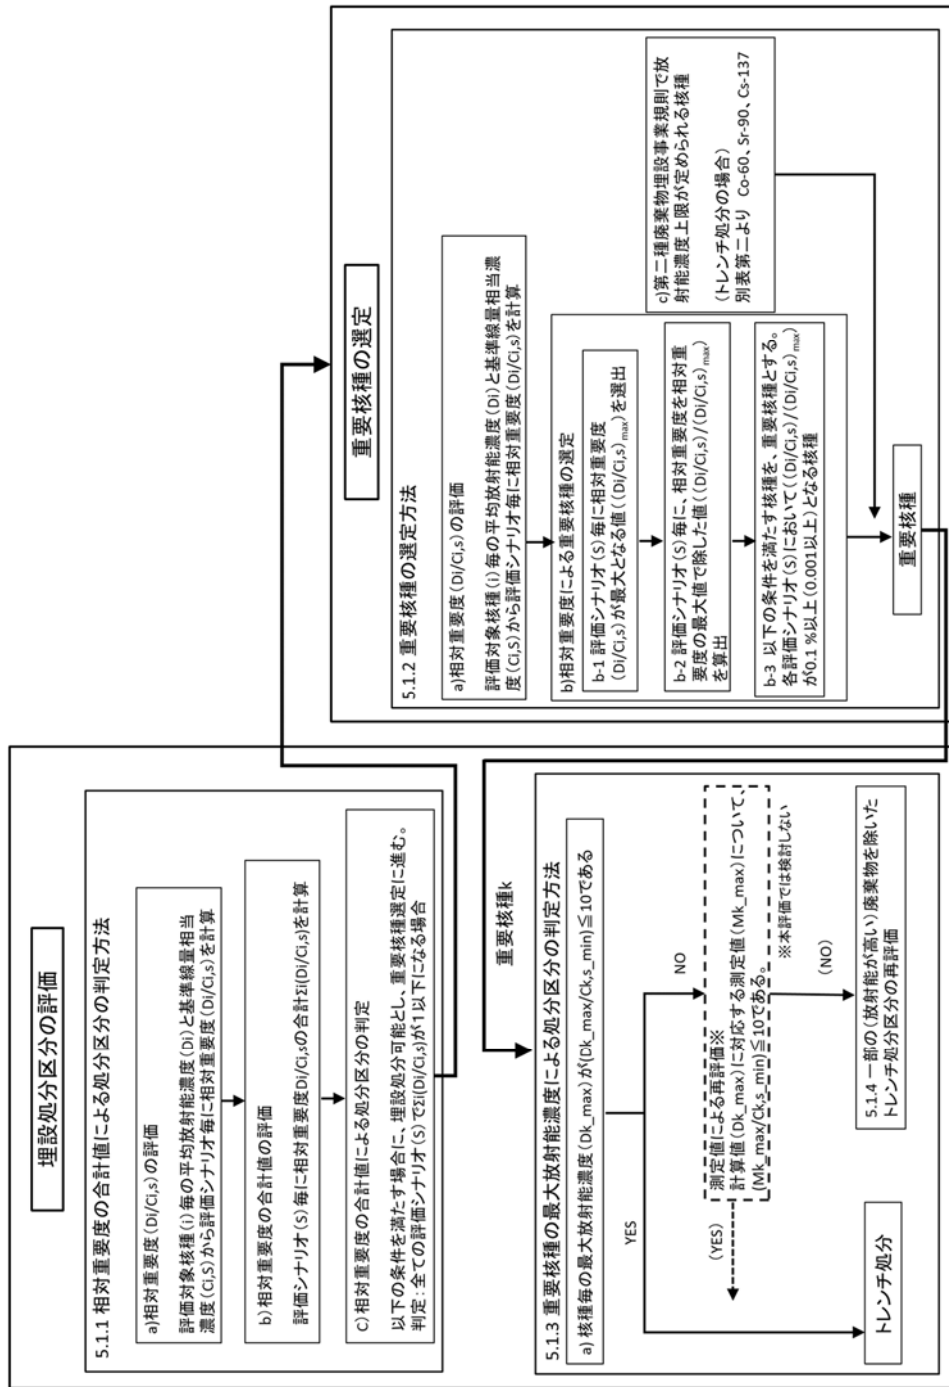 埋設処分区分の評価
5.1.1 相対重要度の合計値による処分区分の判定方法
a)相対重要度(Di/Ci,s)の評価
評価対象核種(i)毎の平均放射能濃度(Di)と基準線量相当
濃度(Ci,S)から評価シナリオ毎に相対重要度(Di/Ci,s)を計算
b)相対重要度の合計値の評価
評価シナリオ(S)毎に相対重要度Di/Ci,sの合計Σi(Di/Ci,s)を計算
C)相対重要度の合計値による処分区分の判定
以下の条件を満たす場合に、埋設処分可能とし、重要核種選定に進む。
判定:全ての評価シナリオ(S)でΣi(Di/Ci,s)が1以下になる場合
重要核種の選定
5.1.2 重要核種の選定方法
a)相対重要度(Di/Ci,s)の評価
評価対象核種(i)毎の平均放射能濃度(Di)と基準線量相当濃
度(Ci,S)から評価シナリオ毎に相対重要度(Di/Ci,s)を計算
b)相対重要度による重要核種の選定
b-1 評価シナリオ(S)毎に相対重要度
(Di/Ci,s)が最大となる値((Di/Ci,s)max)を選出
b-2 評価シナリオ(S)毎に、相対重要度を相対重
要度の最大値で除した値((Di/Ci,s)/(Di/Ci,s)max)
を算出
b-3 以下の条件を満たす核種を、重要核種とする。
各評価シナリオ(S)において((Di/Ci,s)/(Di/Ci,s)max)
が0.1%以上(0.001以上)となる核種
c)第二種廃棄物埋設事業規則で放
射能濃度上限が定められる核種
(トレンチ処分の場合)
別表第二より Co-60、Sr-90、Cs-137
重要核種
重要核種k
5.1.3 重要核種の最大放射能濃度による処分区分の判定方法
a) 核種毎の最大放射能濃度(Dk_max)が(Dk_max/Ck,s_min)≦10である
YES
NO
測定値による再評価※
計算値(Dk_max)に対応する測定値(Mk_max)について、
(Mk_max/Ck,s_min)≦10である。
※本評価では検討しない
(YES)
(NO)
トレンチ処分
5.1.4 一部の(放射能が高い)廃棄物を除いた
トレンチ処分区分の再評価